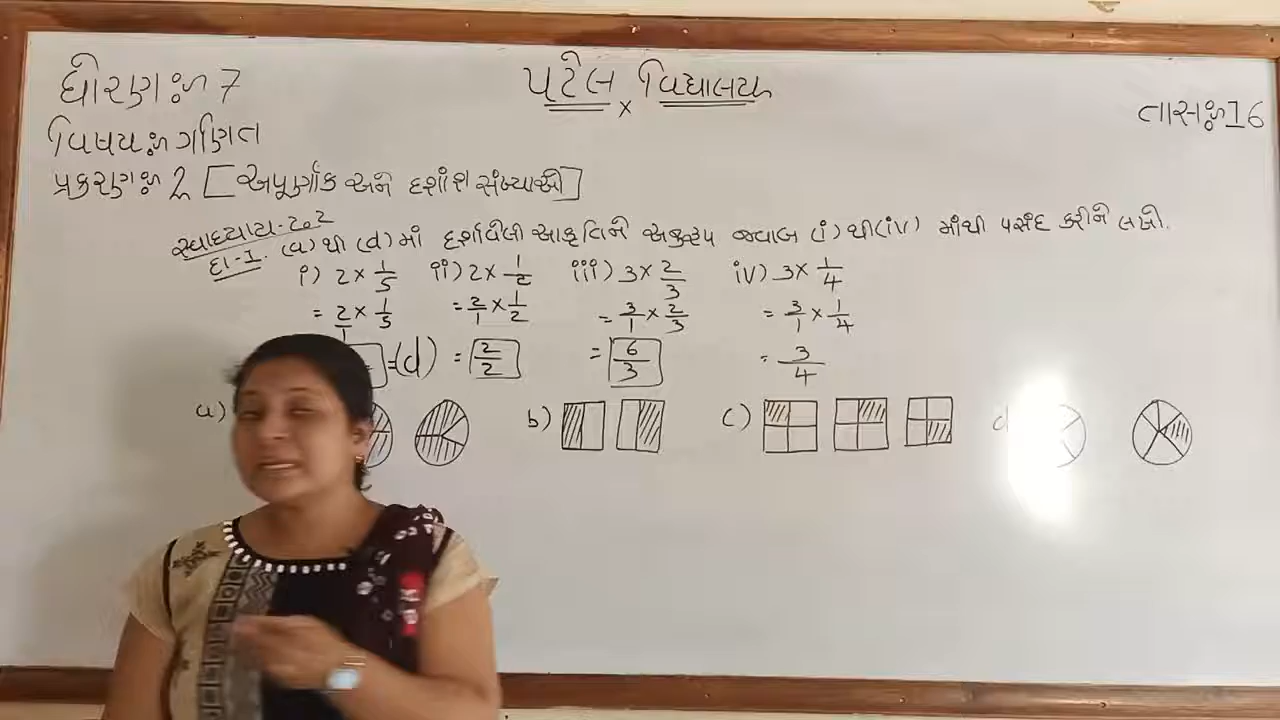 પટેલ વિદ્યાલય
x
ધોરણઃ 7
તાસઃ 16
વિષયઃ ગણિત
પ્રકરણઃ 2 [અપૂર્ણાંક અને દશાંશ સંખ્યાઓ]
સ્વાધ્યાય-2.2
દા-1. (a) થી (d) માં દર્શાવેલી આકૃતિને અનુરૂપ જવાબ (i) થી (iv) માંથી પસંદ કરીને લખો.
i) 2 × 1/5 ii) 2 × 1/2 iii) 3 × 2/3 iv) 3 × 1/4
= 2/1 × 1/5 = 2/1 × 1/2 = 3/1 × 2/3 = 3/1 × 1/4
=(d) = 2/2 = 6/3 = 3/4
a) b) c) d